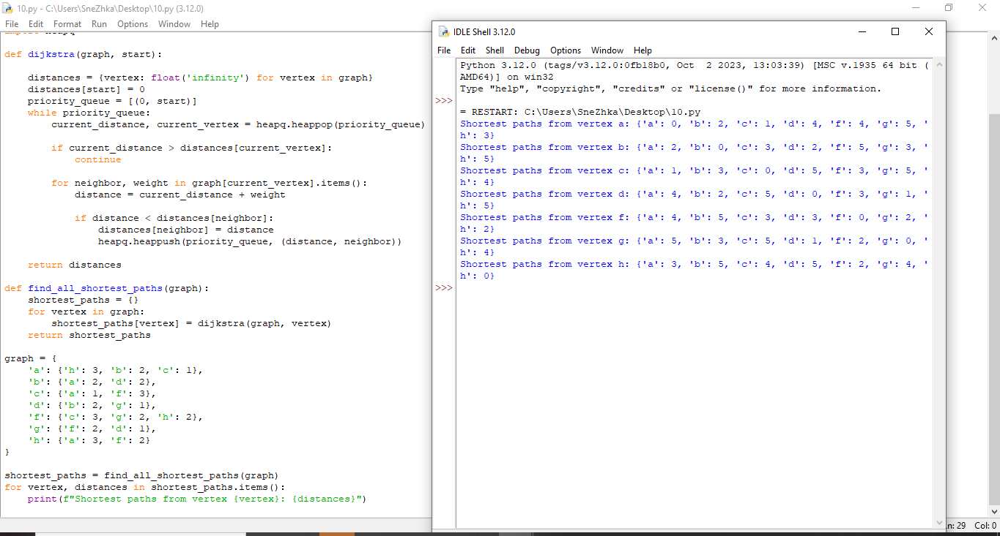 10.py - C:\Users\SneZhka\Desktop\10.py (3.12.0)
File Edit Format Run Options Window Help
import heapq
def dijkstra(graph, start):
distances = {vertex: float('infinity') for vertex in graph}
distances[start] = 0
priority_queue = [(0, start)]
while priority_queue:
current_distance, current_vertex = heapq.heappop(priority_queue)
if current_distance > distances[current_vertex]:
continue
for neighbor, weight in graph[current_vertex].items():
distance = current_distance + weight
if distance < distances[neighbor]:
distances[neighbor] = distance
heapq.heappush(priority_queue, (distance, neighbor))
return distances
def find_all_shortest_paths(graph):
shortest_paths = {}
for vertex in graph:
shortest_paths[vertex] = dijkstra(graph, vertex)
return shortest_paths
graph = {
'a': {'h': 3, 'b': 2, 'c': 1},
'b': {'a': 2, 'd': 2},
'c': {'a': 1, 'f': 3},
'd': {'b': 2, 'g': 1},
'f': {'c': 3, 'g': 2, 'h': 2},
'g': {'f': 2, 'd': 1},
'h': {'a': 3, 'f': 2}
}
shortest_paths = find_all_shortest_paths(graph)
for vertex, distances in shortest_paths.items():
print(f"Shortest paths from vertex {vertex}: {distances}")
IDLE Shell 3.12.0
File Edit Shell Debug Options Window Help
Python 3.12.0 (tags/v3.12.0:0fb18b0, Oct  2 2023, 13:03:39) [MSC v.1935 64 bit (
AMD64)] on win32
Type "help", "copyright", "credits" or "license()" for more information.
>>>
= RESTART: C:\Users\SneZhka\Desktop\10.py
Shortest paths from vertex a: {'a': 0, 'b': 2, 'c': 1, 'd': 4, 'f': 4, 'g': 5, '
h': 3}
Shortest paths from vertex b: {'a': 2, 'b': 0, 'c': 3, 'd': 2, 'f': 5, 'g': 3, '
h': 5}
Shortest paths from vertex c: {'a': 1, 'b': 3, 'c': 0, 'd': 5, 'f': 3, 'g': 5, '
h': 4}
Shortest paths from vertex d: {'a': 4, 'b': 2, 'c': 5, 'd': 0, 'f': 3, 'g': 1, '
h': 5}
Shortest paths from vertex f: {'a': 4, 'b': 5, 'c': 3, 'd': 3, 'f': 0, 'g': 2, '
h': 2}
Shortest paths from vertex g: {'a': 5, 'b': 3, 'c': 5, 'd': 1, 'f': 2, 'g': 0, '
h': 4}
Shortest paths from vertex h: {'a': 3, 'b': 5, 'c': 4, 'd': 5, 'f': 2, 'g': 4, '
h': 0}
>>>
n: 29 Col: 0